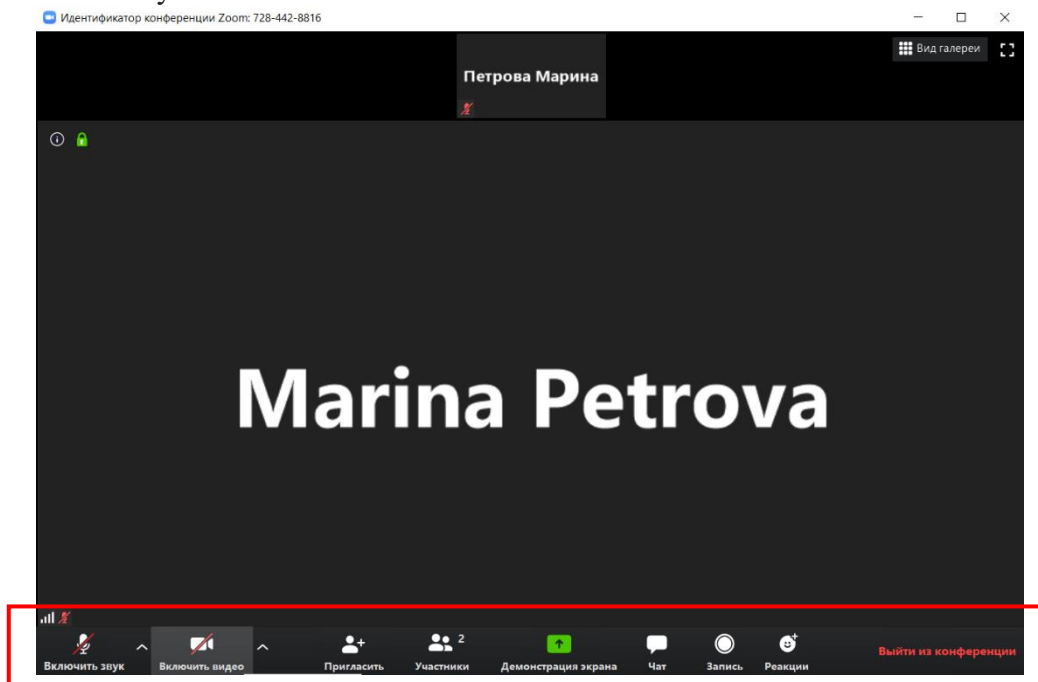 Идентификатор конференции Zoom: 728-442-8816
Вид галереи
Петрова Марина
Marina Petrova
2
Включить звук Включить видео Пригласить Участники Демонстрация экрана Чат Запись Реакции Выйти из конференции